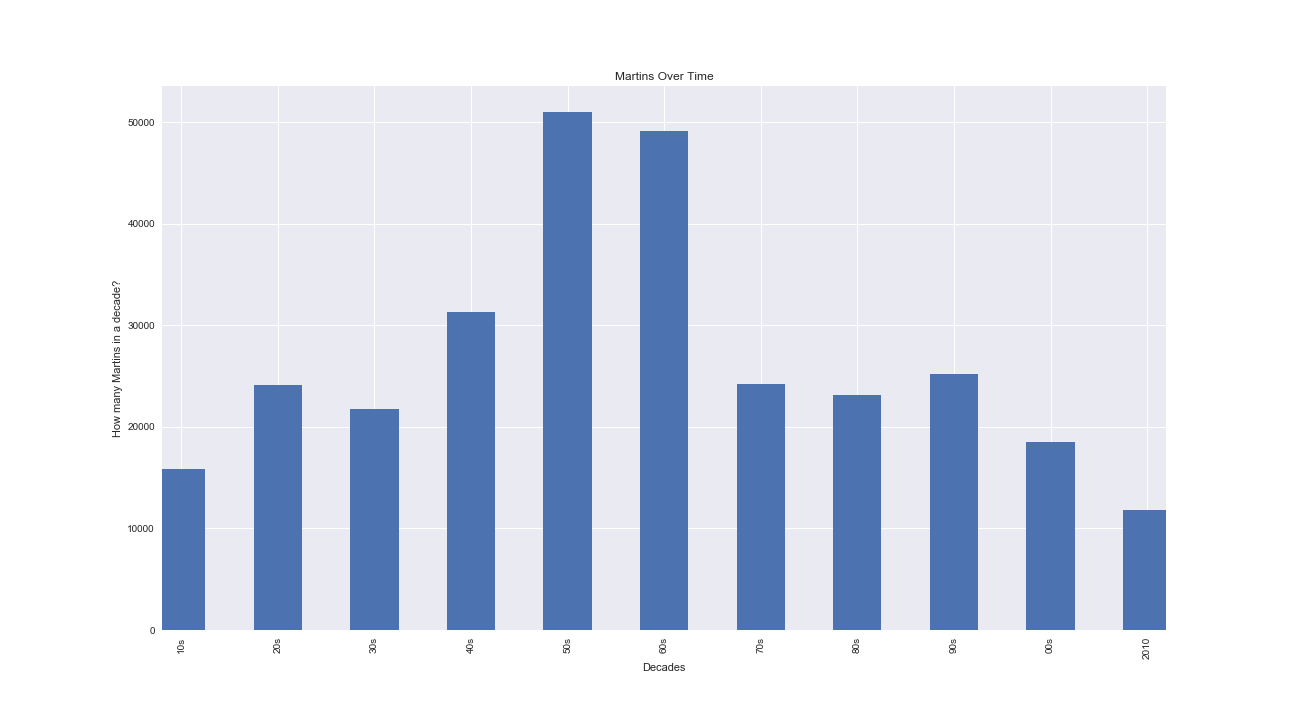 Martins Over Time
How many Martins in a decade?
50000
40000
30000
20000
10000
0
10s
20s
30s
40s
50s
60s
70s
80s
90s
00s
2010
Decades